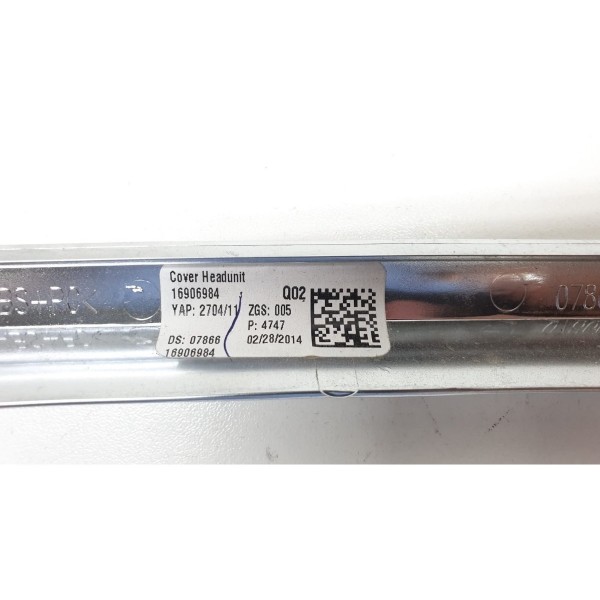 Cover Headunit
16906984 Q02
YAP: 2704/11 ZGS: 005
P: 4747
DS: 07866 02/28/2014
16906984